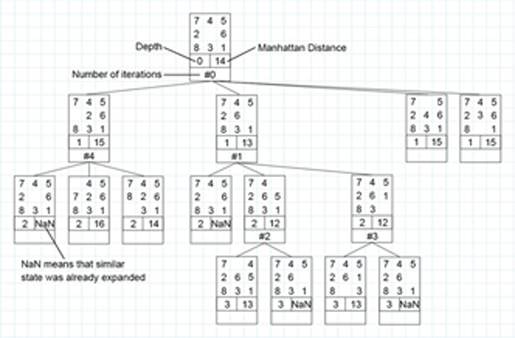 7 4 5
2 6
8 3 1
Depth
0 14
Manhattan Distance
Number of iterations
#0
7 4 5
2 6
8 3 1
1 15
#4
7 4 5
2 6
8 3 1
1 13
#1
7 5
2 4 6
8 3 1
1 15
7 4 5
2 3 6
8 1
1 15
7 4 5
2 6
8 3 1
2 NaN
4 5
7 2 6
8 3 1
2 16
7 4 5
8 2 6
3 1
2 14
7 4 5
2 6
8 3 1
2 NaN
7 4
2 6 5
8 3 1
2 12
#2
7 4 5
2 6 1
8 3
2 12
#3
NaN means that similar
state was already expanded
7 4
2 6 5
8 3 1
3 13
7 4 5
2 6
8 3 1
3 NaN
7 4 5
2 6 1
8 3
3 13
7 4 5
2 6
8 3 1
3 NaN